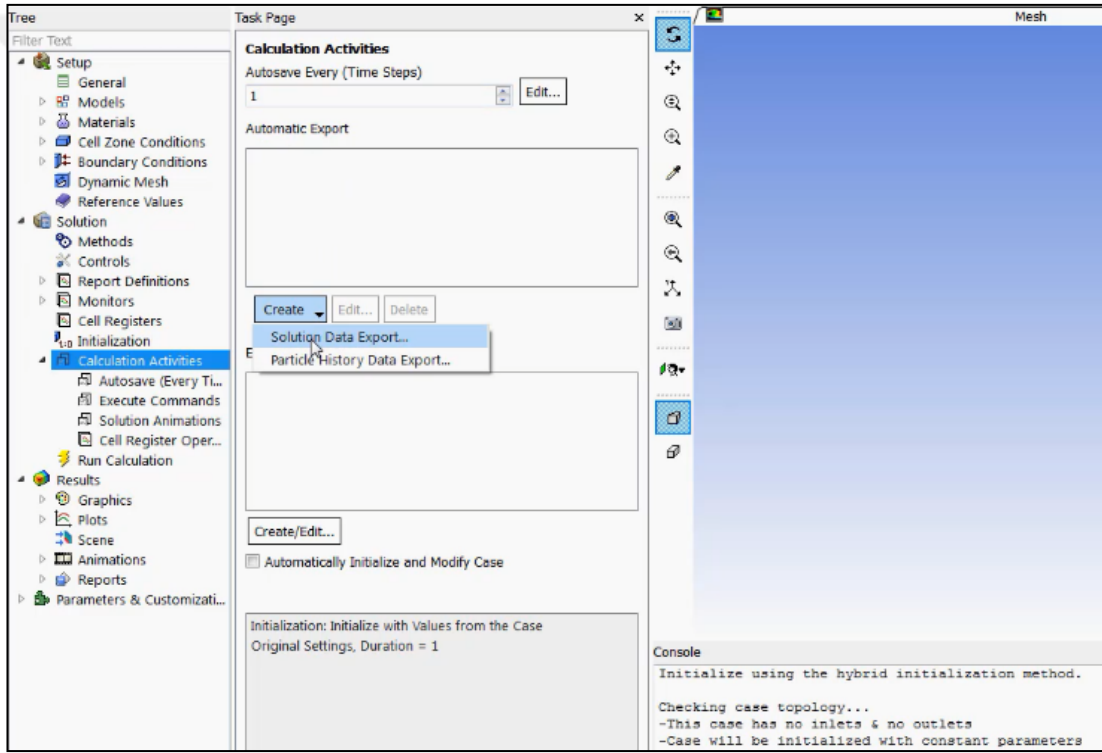 Tree
Filter Text
Setup
General
Models
Materials
Cell Zone Conditions
Boundary Conditions
Dynamic Mesh
Reference Values
Solution
Methods
Controls
Report Definitions
Monitors
Cell Registers
Initialization
Calculation Activities
Autosave (Every Ti...
Execute Commands
Solution Animations
Cell Register Oper...
Run Calculation
Results
Graphics
Plots
Scene
Animations
Reports
Parameters & Customizati...
Task Page
Calculation Activities
Autosave Every (Time Steps)
1
Edit...
Automatic Export
Create
Edit...
Delete
Solution Data Export...
Particle History Data Export...
Create/Edit...
Automatically Initialize and Modify Case
Initialization: Initialize with Values from the Case
Original Settings, Duration = 1
Mesh
Console
Initialize using the hybrid initialization method.
Checking case topology...
-This case has no inlets & no outlets
-Case will be initialized with constant parameters